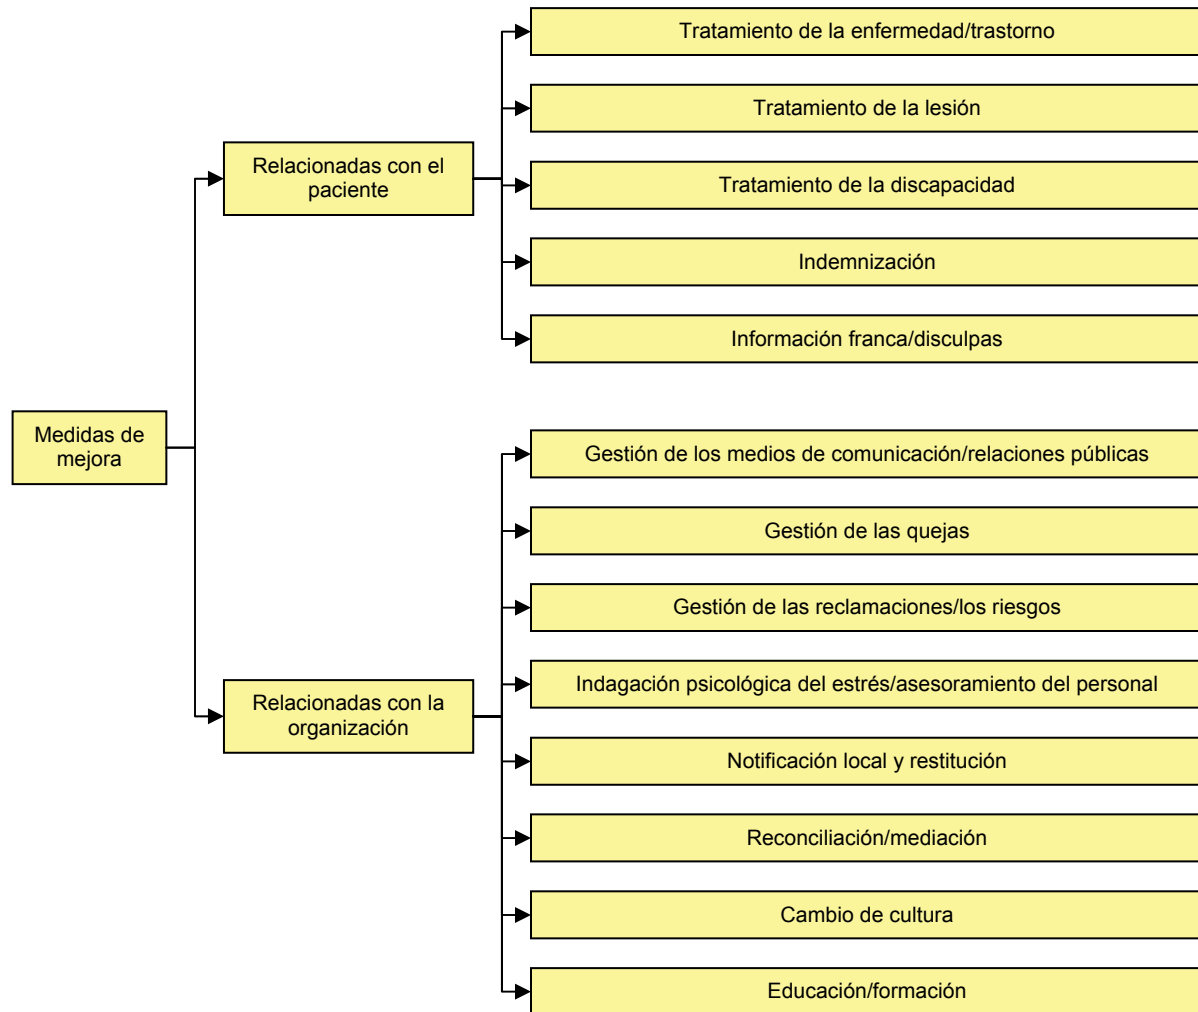 Medidas de
mejora
Relacionadas con el
paciente
Tratamiento de la enfermedad/trastorno
Tratamiento de la lesión
Tratamiento de la discapacidad
Indemnización
Información franca/disculpas
Relacionadas con la
organización
Gestión de los medios de comunicación/relaciones públicas
Gestión de las quejas
Gestión de las reclamaciones/los riesgos
Indagación psicológica del estrés/asesoramiento del personal
Notificación local y restitución
Reconciliación/mediación
Cambio de cultura
Educación/formación